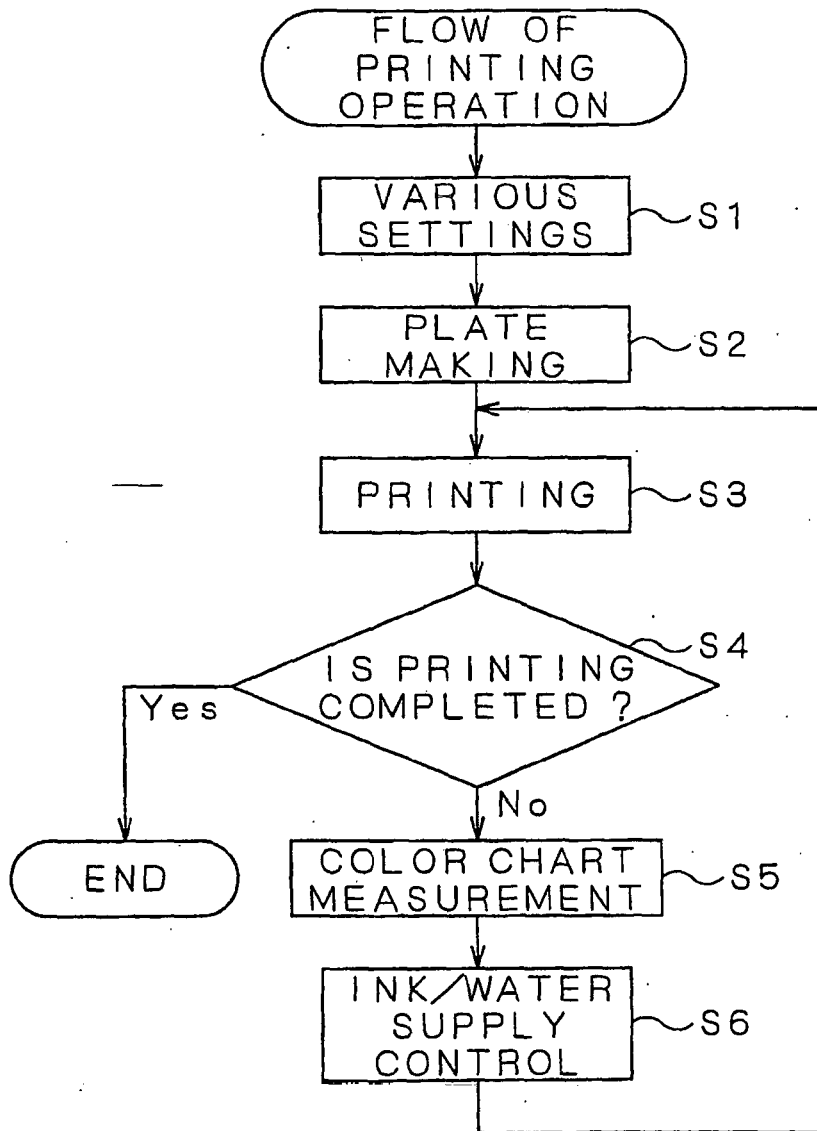 FLOW OF
PRINTING
OPERATION
VARIOUS
SETTINGS
S1
PLATE
MAKING
S2
PRINTING
S3
IS PRINTING
COMPLETED ?
S4
Yes
No
END
COLOR CHART
MEASUREMENT
S5
INK/WATER
SUPPLY
CONTROL
S6